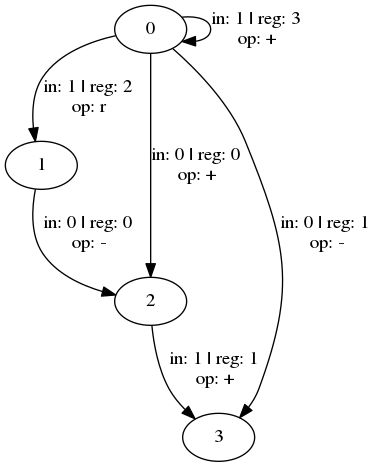 0
in: 1 | reg: 3
op: +
in: 1 | reg: 2
op: r
in: 0 | reg: 0
op: +
1
in: 0 | reg: 0
op: -
in: 0 | reg: 1
op: -
2
in: 1 | reg: 1
op: +
3